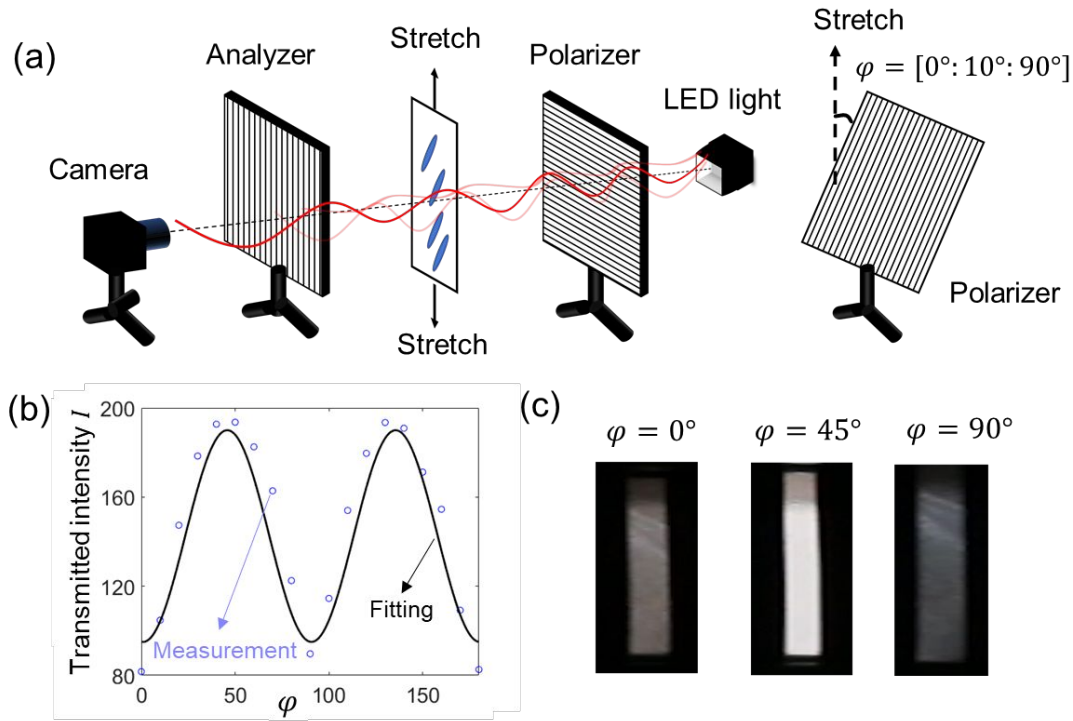 (a)
Analyzer
Stretch
Polarizer
LED light
Stretch
φ = [0°: 10°: 90°]
Camera
Stretch
Polarizer
(b)
Transmitted intensity I
200
160
120
80
0
50
100
150
φ
Measurement
Fitting
(c)
φ = 0°
φ = 45°
φ = 90°